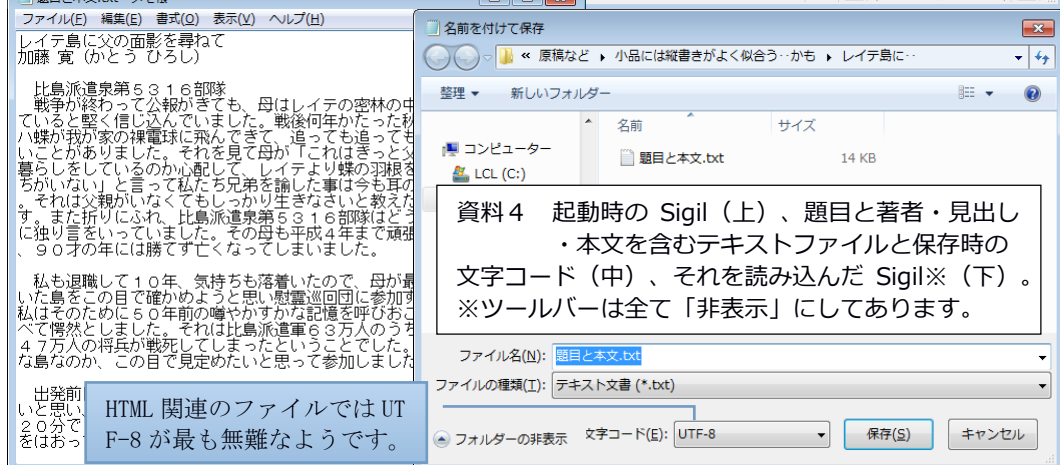 ファイル(F) 編集(E) 書式(O) 表示(V) ヘルプ(H)
レイテ島に父の面影を尋ねて
加藤 寛 (かとう ひろし)
比島派遣泉第5316部隊
戦争が終わって公報がきても、母はレイテの密林の中
ていると堅く信じ込んでいました。戦後何年かたった秋
ハ蝶が我が家の裸電球に飛んできて、追っても追っても
いことがありました。それを見て母が「これはきっと父
暮らしをしているのか心配して、レイテより蝶の羽根を
ちがいない」と言って私たち兄弟を諭した事は今も耳の
。それは父親がいなくてもしっかり生きなさいと教えた
す。また折りにふれ、比島派遣泉第5316部隊はどう
に独り言をいっていました。その母も平成4年まで頑張
、90才の年には勝てず亡くなってしまいました。
私も退職して10年、気持ちも落着いたので、母が最
いた島をこの目で確かめようと思い慰霊巡回団に参加す
私はそのために50年前の噂やかすかな記憶を呼びおこ
べて愕然としました。それは比島派遣軍63万人のうち
47万人の将兵が戦死してしまったということでした。
な島なのか、この目で見定めたいと思って参加しました
出発前
いと思い、
20分で
をはおっ
HTML 関連のファイルでは UT
F-8 が最も無難なようです。
名前を付けて保存
« 原稿など ▸ 小品には縦書きがよく似合う‥かも ▸ レイテ島に‥
整理 ▼ 新しいフォルダー
名前 サイズ
コンピューター
LCL (C:)
題目と本文.txt 14 KB
資料4 起動時の Sigil（上）、題目と著者・見出し
・本文を含むテキストファイルと保存時の
文字コード（中）、それを読み込んだ Sigil※（下）。
※ツールバーは全て「非表示」にしてあります。
ファイル名(N): 題目と本文.txt
ファイルの種類(T): テキスト文書 (*.txt)
フォルダーの非表示 文字コード(E): UTF-8 保存(S) キャンセル